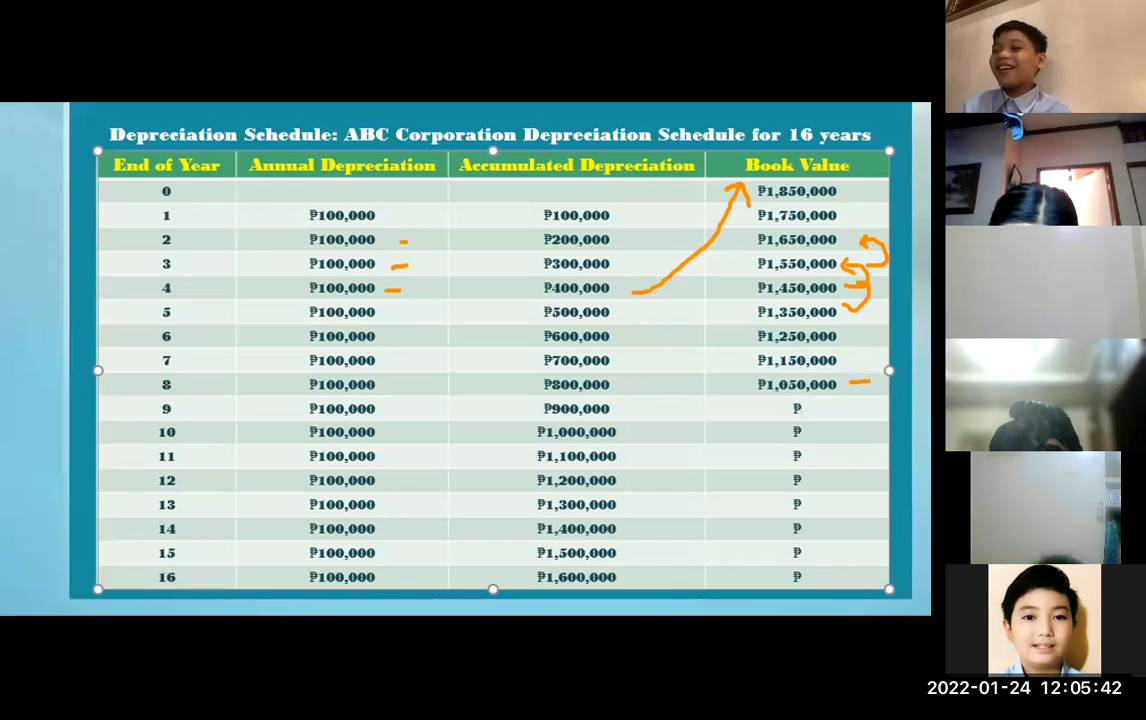 Depreciation Schedule: ABC Corporation Depreciation Schedule for 16 years
End of Year Annual Depreciation Accumulated Depreciation Book Value
0 ₱1,850,000
1 ₱100,000 ₱100,000 ₱1,750,000
2 ₱100,000 ₱200,000 ₱1,650,000
3 ₱100,000 ₱300,000 ₱1,550,000
4 ₱100,000 ₱400,000 ₱1,450,000
5 ₱100,000 ₱500,000 ₱1,350,000
6 ₱100,000 ₱600,000 ₱1,250,000
7 ₱100,000 ₱700,000 ₱1,150,000
8 ₱100,000 ₱800,000 ₱1,050,000
9 ₱100,000 ₱900,000 ₱
10 ₱100,000 ₱1,000,000 ₱
11 ₱100,000 ₱1,100,000 ₱
12 ₱100,000 ₱1,200,000 ₱
13 ₱100,000 ₱1,300,000 ₱
14 ₱100,000 ₱1,400,000 ₱
15 ₱100,000 ₱1,500,000 ₱
16 ₱100,000 ₱1,600,000 ₱
2022-01-24 12:05:42